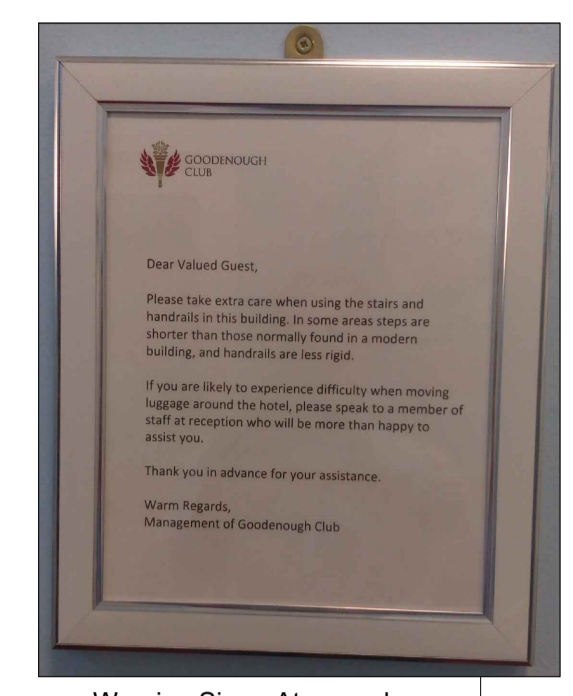 GOODENOUGH
CLUB
Dear Valued Guest,
Please take extra care when using the stairs and
handrails in this building. In some areas steps are
shorter than those normally found in a modern
building, and handrails are less rigid.
If you are likely to experience difficulty when moving
luggage around the hotel, please speak to a member of
staff at reception who will be more than happy to
assist you.
Thank you in advance for your assistance.
Warm Regards,
Management of Goodenough Club